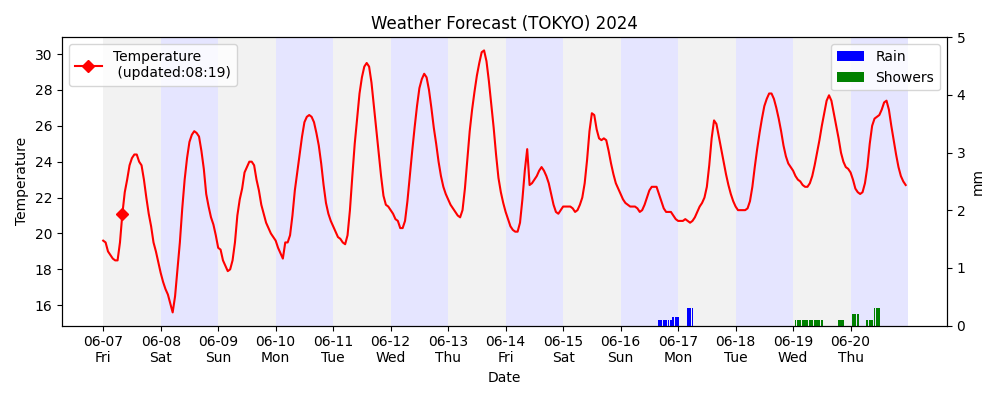 Weather Forecast (TOKYO) 2024
Temperature
(updated:08:19)
Rain
Showers
Temperature
30
28
26
24
22
20
18
16
5
4
3
2
1
0
mm
06-07 06-08 06-09 06-10 06-11 06-12 06-13 06-14 06-15 06-16 06-17 06-18 06-19 06-20
Fri Sat Sun Mon Tue Wed Thu Fri Sat Sun Mon Tue Wed Thu
Date